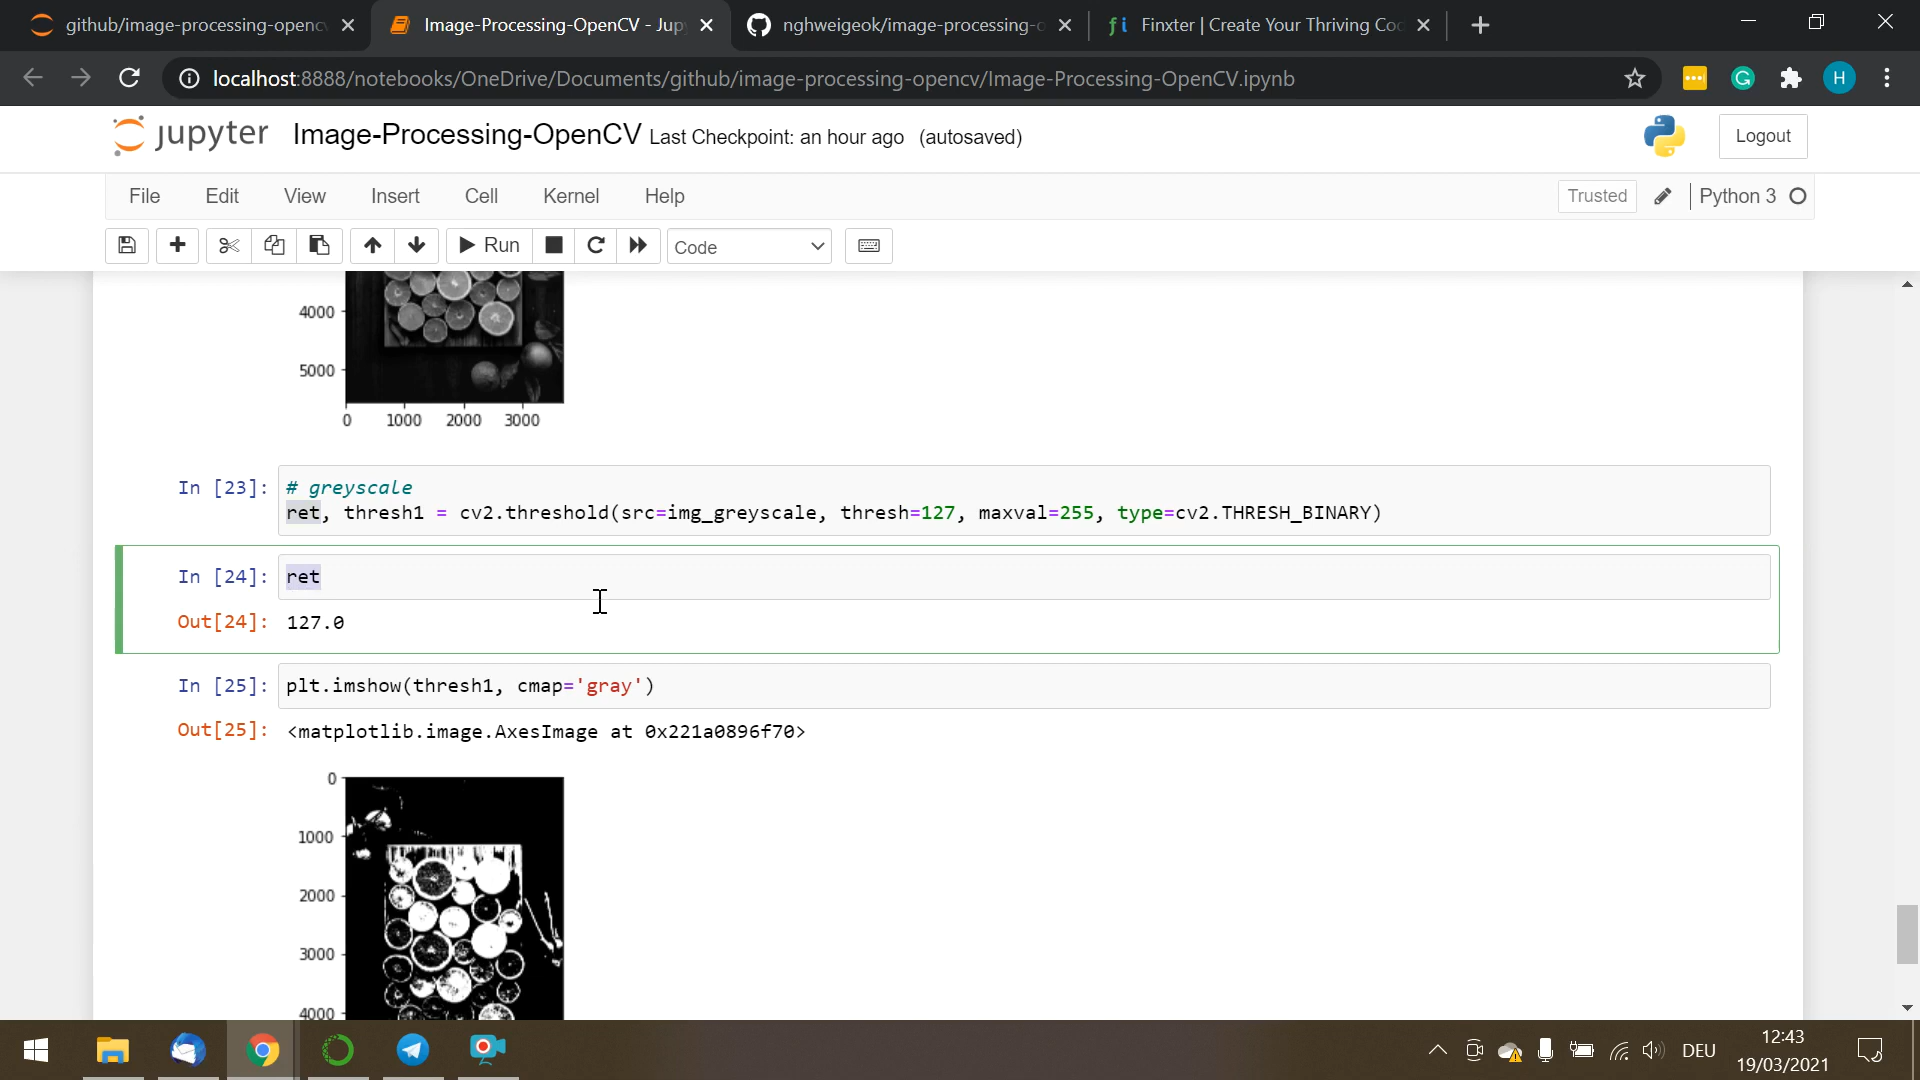 github/image-processing-openc
Image-Processing-OpenCV - Jup
nghweigeok/image-processing-o
Finxter | Create Your Thriving Coc
localhost:8888/notebooks/OneDrive/Documents/github/image-processing-opencv/Image-Processing-OpenCV.ipynb
H
jupyter Image-Processing-OpenCV Last Checkpoint: an hour ago (autosaved)
Logout
File Edit View Insert Cell Kernel Help
Trusted Python 3
Run Code
4000
5000
0 1000 2000 3000
In [23]: # greyscale
ret, thresh1 = cv2.threshold(src=img_greyscale, thresh=127, maxval=255, type=cv2.THRESH_BINARY)
In [24]: ret
Out[24]: 127.0
In [25]: plt.imshow(thresh1, cmap='gray')
Out[25]: <matplotlib.image.AxesImage at 0x221a0896f70>
0
1000
2000
3000
4000
DEU
12:43
19/03/2021